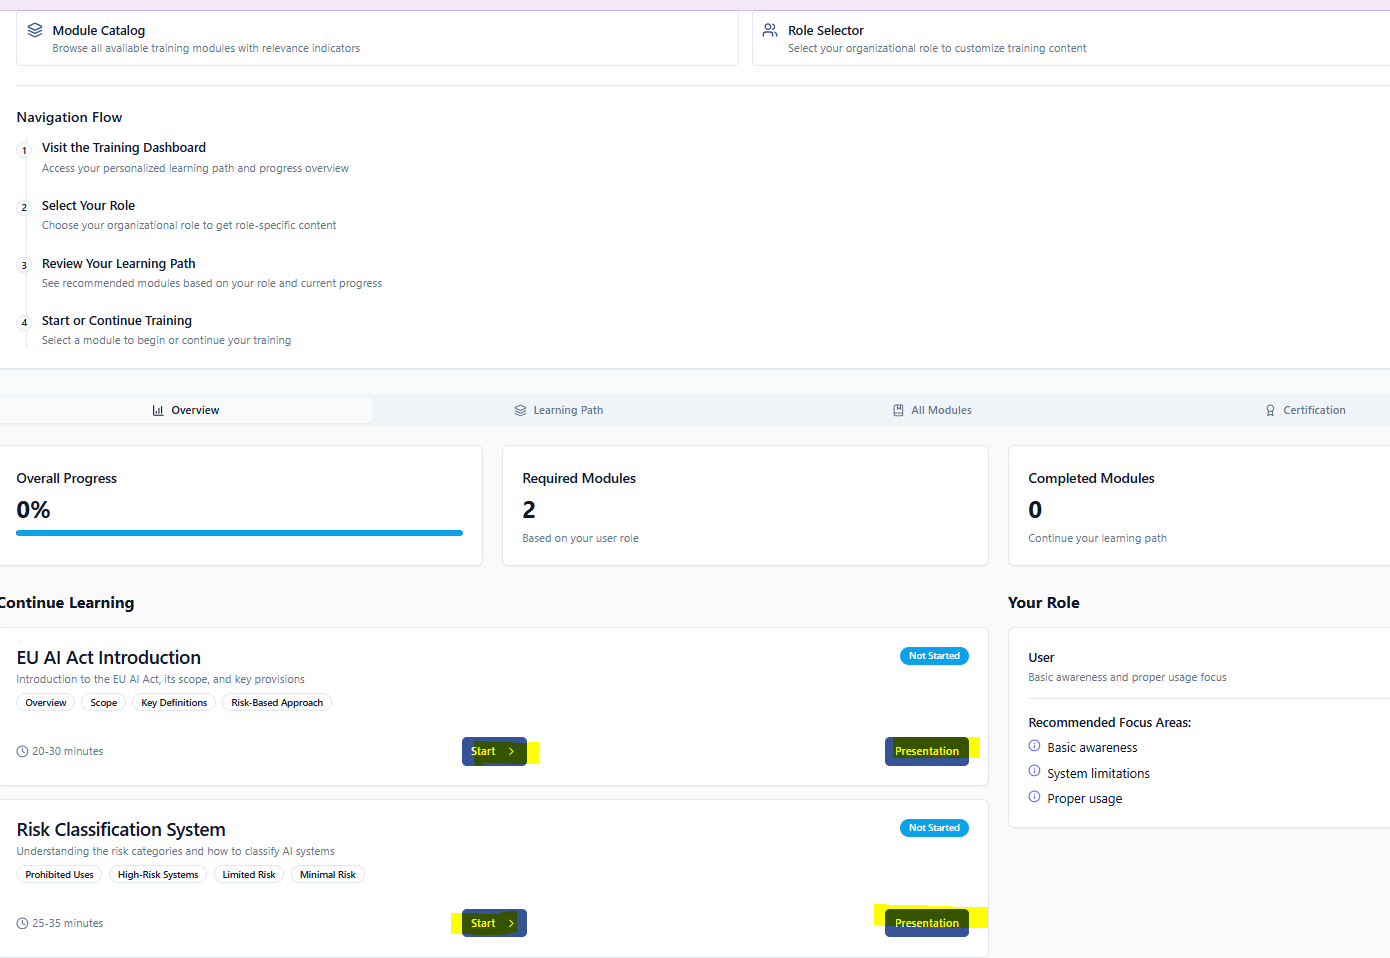 Module Catalog
Browse all available training modules with relevance indicators
Role Selector
Select your organizational role to customize training content
Navigation Flow
1 Visit the Training Dashboard
Access your personalized learning path and progress overview
2 Select Your Role
Choose your organizational role to get role-specific content
3 Review Your Learning Path
See recommended modules based on your role and current progress
4 Start or Continue Training
Select a module to begin or continue your training
Overview
Learning Path
All Modules
Certification
Overall Progress
0%
Required Modules
2
Based on your user role
Completed Modules
0
Continue your learning path
Continue Learning
EU AI Act Introduction
Not Started
Introduction to the EU AI Act, its scope, and key provisions
Overview Scope Key Definitions Risk-Based Approach
20-30 minutes
Start
Presentation
Risk Classification System
Not Started
Understanding the risk categories and how to classify AI systems
Prohibited Uses High-Risk Systems Limited Risk Minimal Risk
25-35 minutes
Start
Presentation
Your Role
User
Basic awareness and proper usage focus
Recommended Focus Areas:
Basic awareness
System limitations
Proper usage